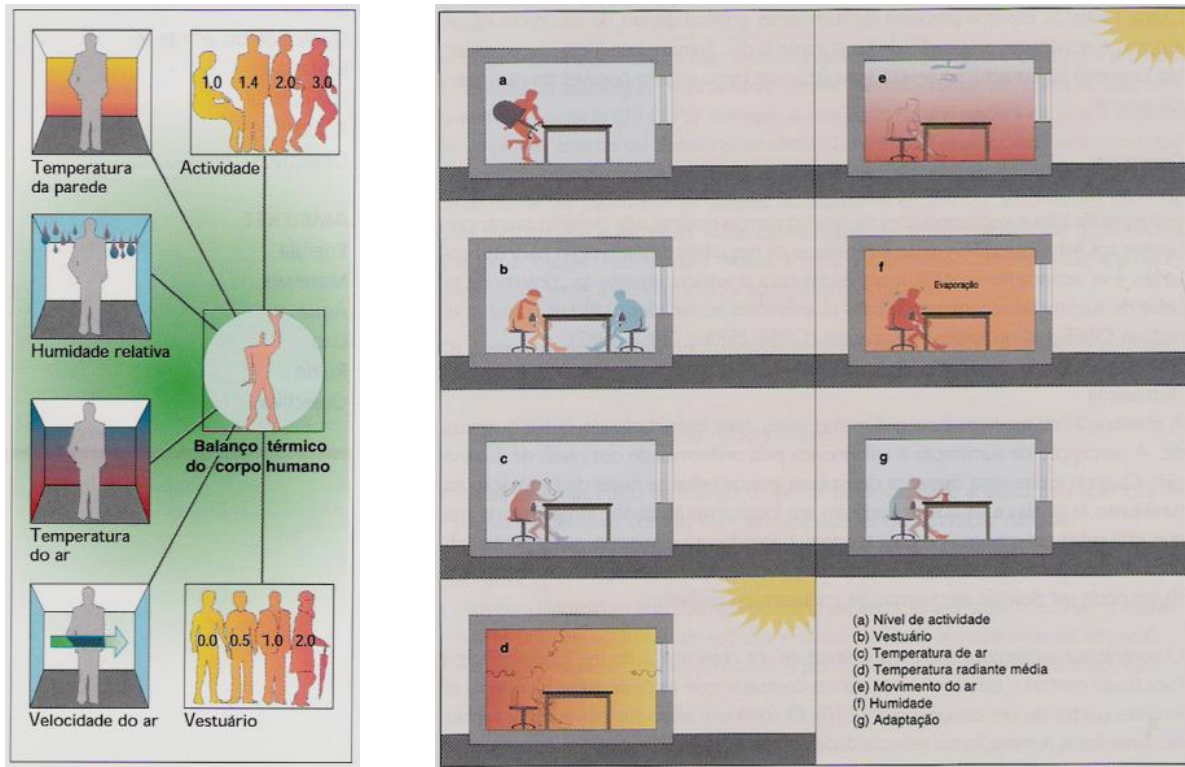 Temperatura
da parede
1.0 1.4 2.0 3.0
Actividade
Humidade relativa
Balanço térmico
do corpo humano
Temperatura
do ar
Velocidade do ar
0.0 0.5 1.0 2.0
Vestuário
a
e
b
f
Evaporação
c
g
d
(a) Nível de actividade
(b) Vestuário
(c) Temperatura de ar
(d) Temperatura radiante média
(e) Movimento do ar
(f) Humidade
(g) Adaptação
AMBIENTE
Energia